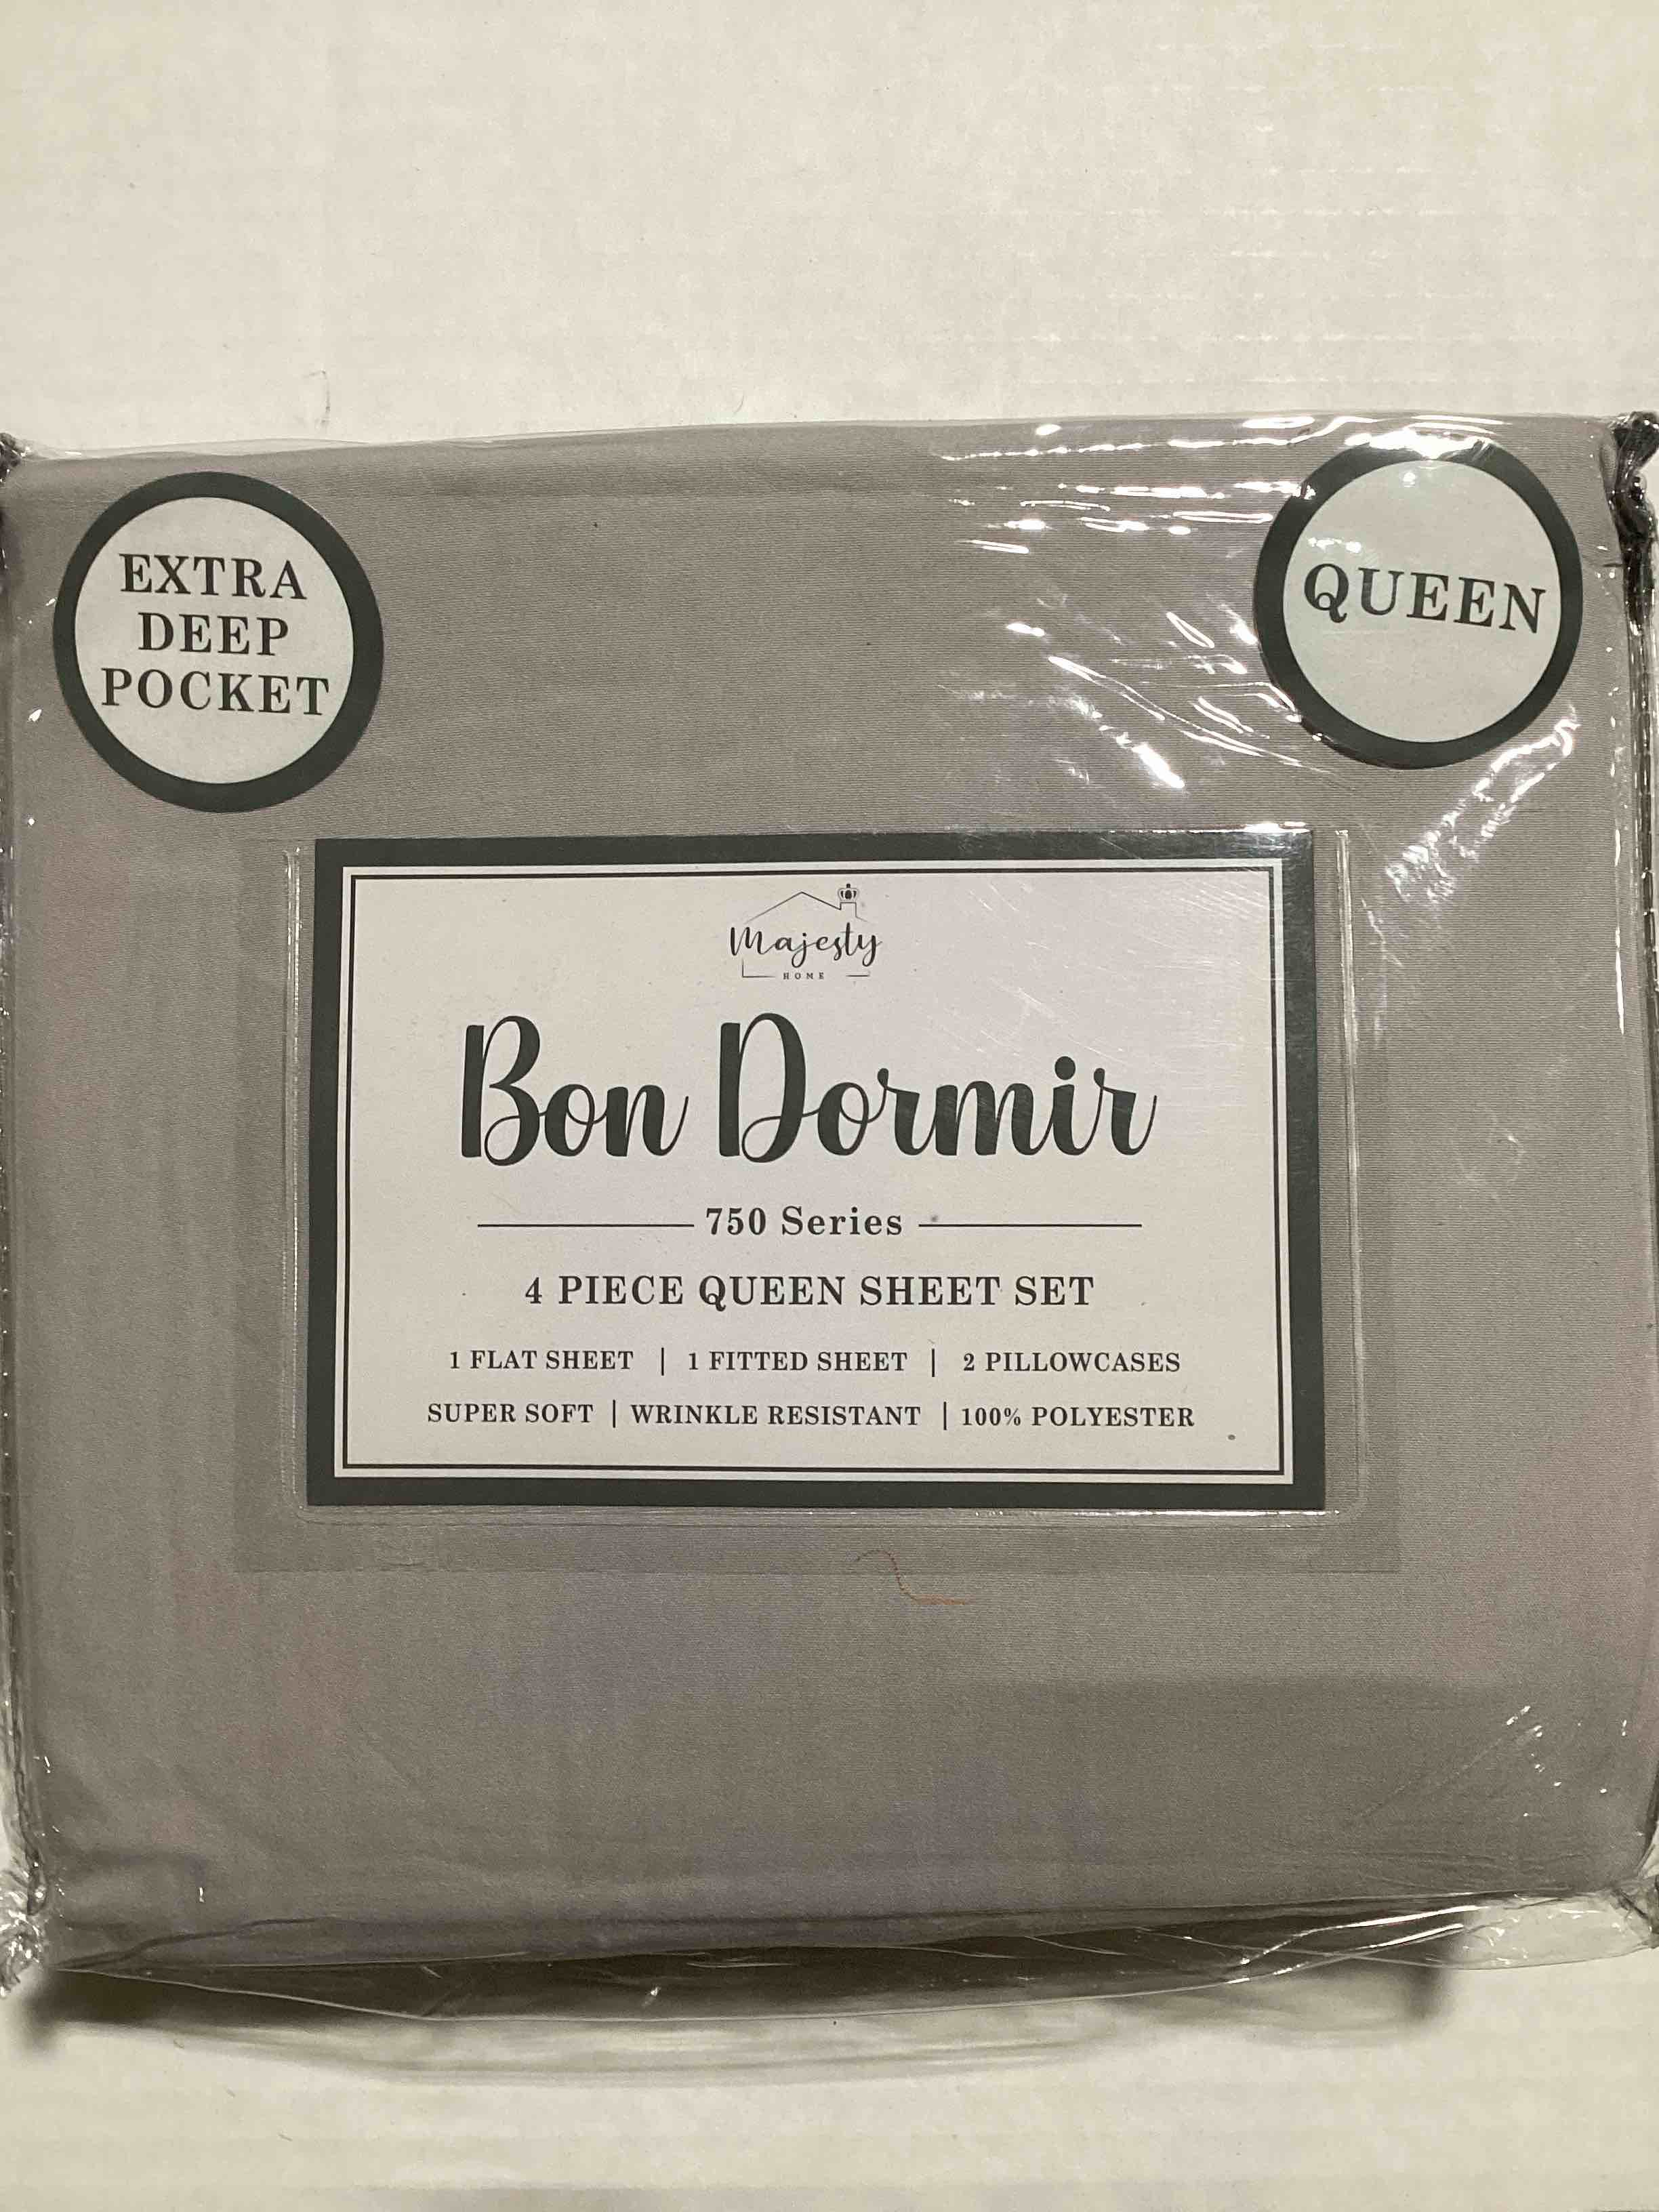 EXTRA
DEEP
POCKET
QUEEN
Majesty
HOME
Bon Dormir
750 Series
4 PIECE QUEEN SHEET SET
1 FLAT SHEET | 1 FITTED SHEET | 2 PILLOWCASES
SUPER SOFT | WRINKLE RESISTANT | 100% POLYESTER